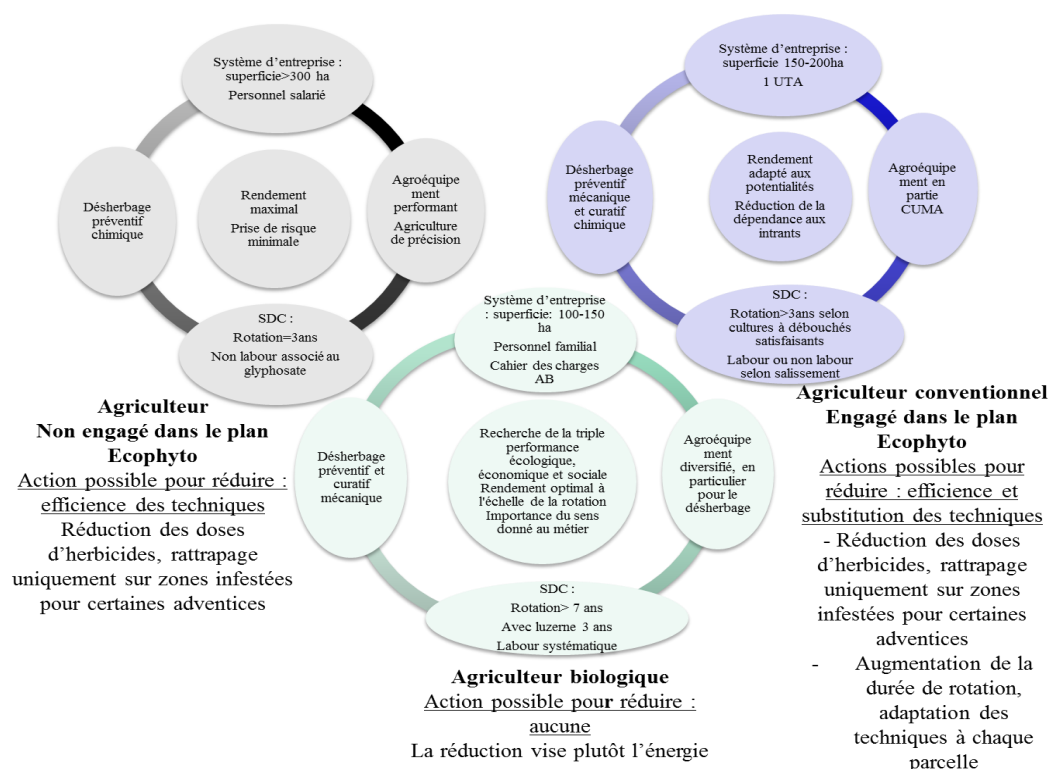 Système d’entreprise :
superficie>300 ha
Personnel salarié
Désherbage
préventif
chimique
Rendement
maximal
Prise de risque
minimale
Agroéquipe
ment
performant
Agriculture
de précision
SDC :
Rotation=3ans
Non labour associé au
glyphosate
Agriculteur
Non engagé dans le plan
Ecophyto
Action possible pour réduire :
efficience des techniques
Réduction des doses
d’herbicides, rattrapage
uniquement sur zones infestées
pour certaines adventices
Système d’entreprise :
superficie 150-200ha
1 UTA
Désherbage
préventif
mécanique
et curatif
chimique
Rendement
adapté aux
potentialités
Réduction de la
dépendance aux
intrants
Agroéquipe
ment en
partie
CUMA
SDC :
Rotation>3ans selon
cultures à débouchés
satisfaisants
Labour ou non labour
selon salissement
Agriculteur conventionnel
Engagé dans le plan
Ecophyto
Actions possibles pour
réduire : efficience et
substitution des techniques
- Réduction des doses
d’herbicides, rattrapage
uniquement sur zones
infestées pour certaines
adventices
- Augmentation de la
durée de rotation,
adaptation des
techniques à chaque
parcelle
Système d’entreprise
: superficie: 100-150
ha
Personnel familial
Cahier des charges
AB
Désherbage
préventif et
curatif
mécanique
Recherche de la triple
performance
écologique,
économique et sociale
Rendement optimal à
l'échelle de la rotation
Importance du sens
donné au métier
Agroéquipe
ment
diversifié, en
particulier
pour le
désherbage
SDC :
Rotation> 7 ans
Avec luzerne 3 ans
Labour systématique
Agriculteur biologique
Action possible pour réduire :
aucune
La réduction vise plutôt l’énergie